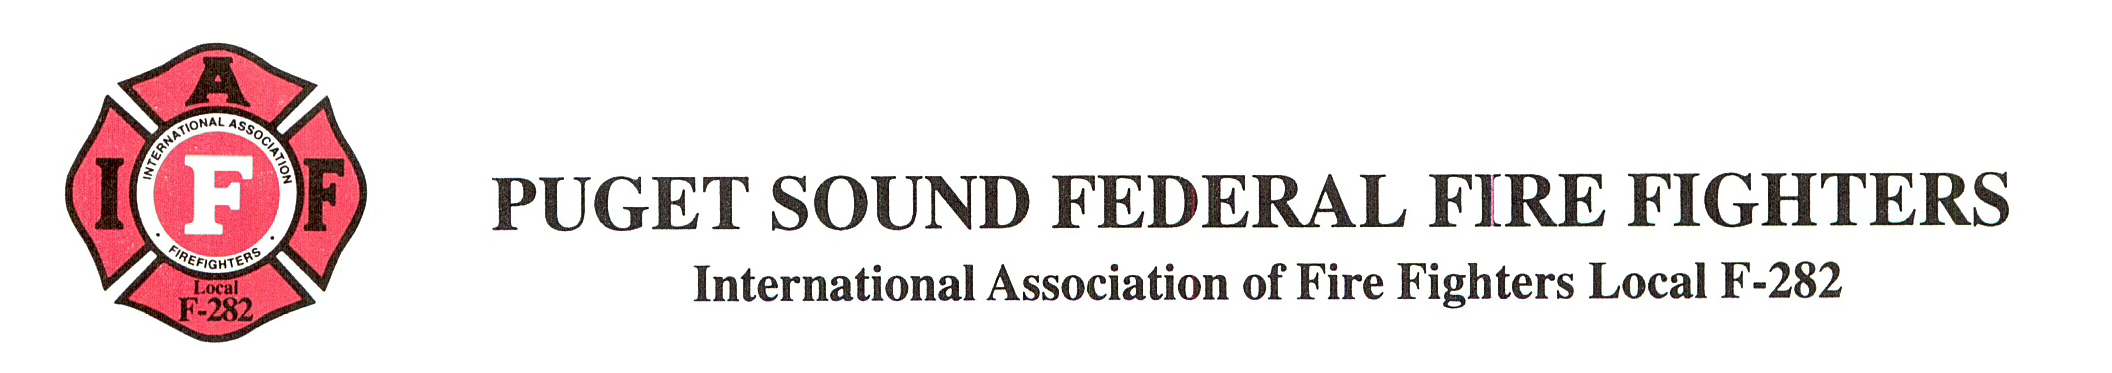 A
I F F
INTERNATIONAL ASSOCIATION
• FIREFIGHTERS •
Local
F-282
PUGET SOUND FEDERAL FIRE FIGHTERS
International Association of Fire Fighters Local F-282